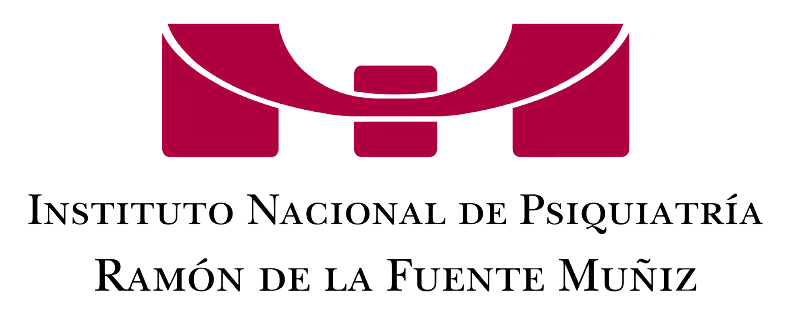 Instituto Nacional de Psiquiatría
Ramón de la Fuente Muñiz